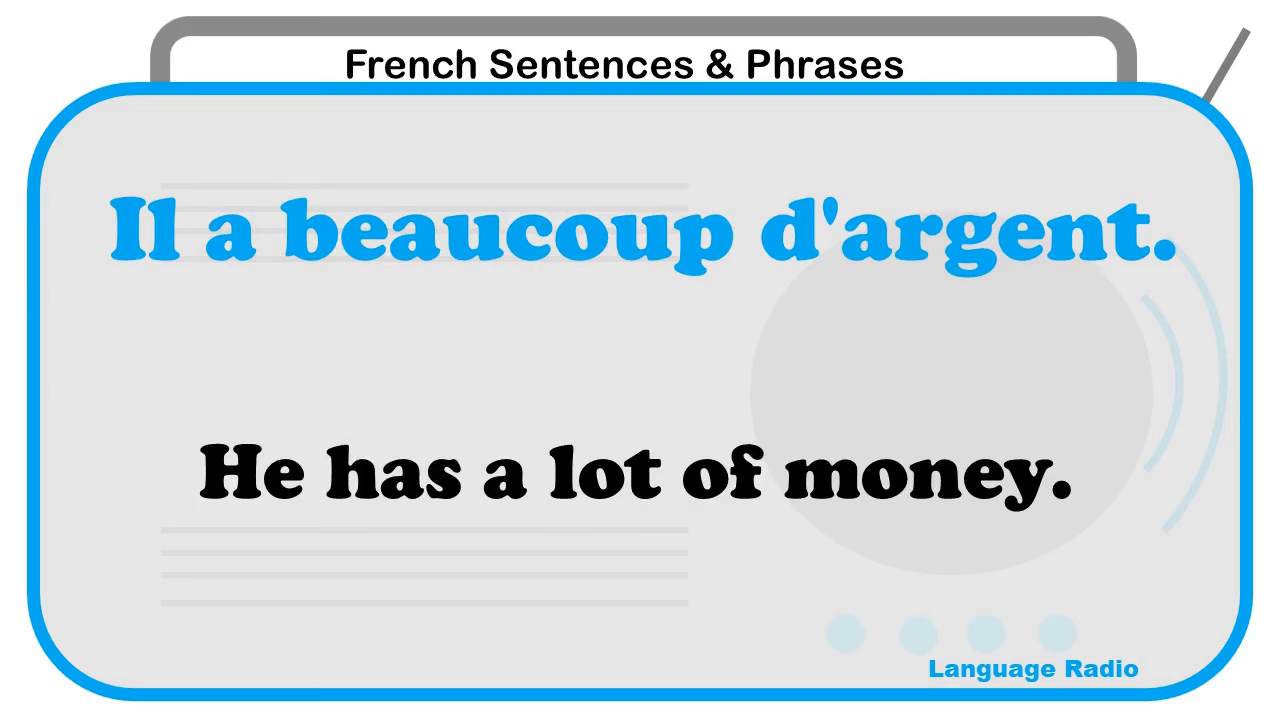 French Sentences & Phrases
Il a beaucoup d'argent.
He has a lot of money.
Language Radio